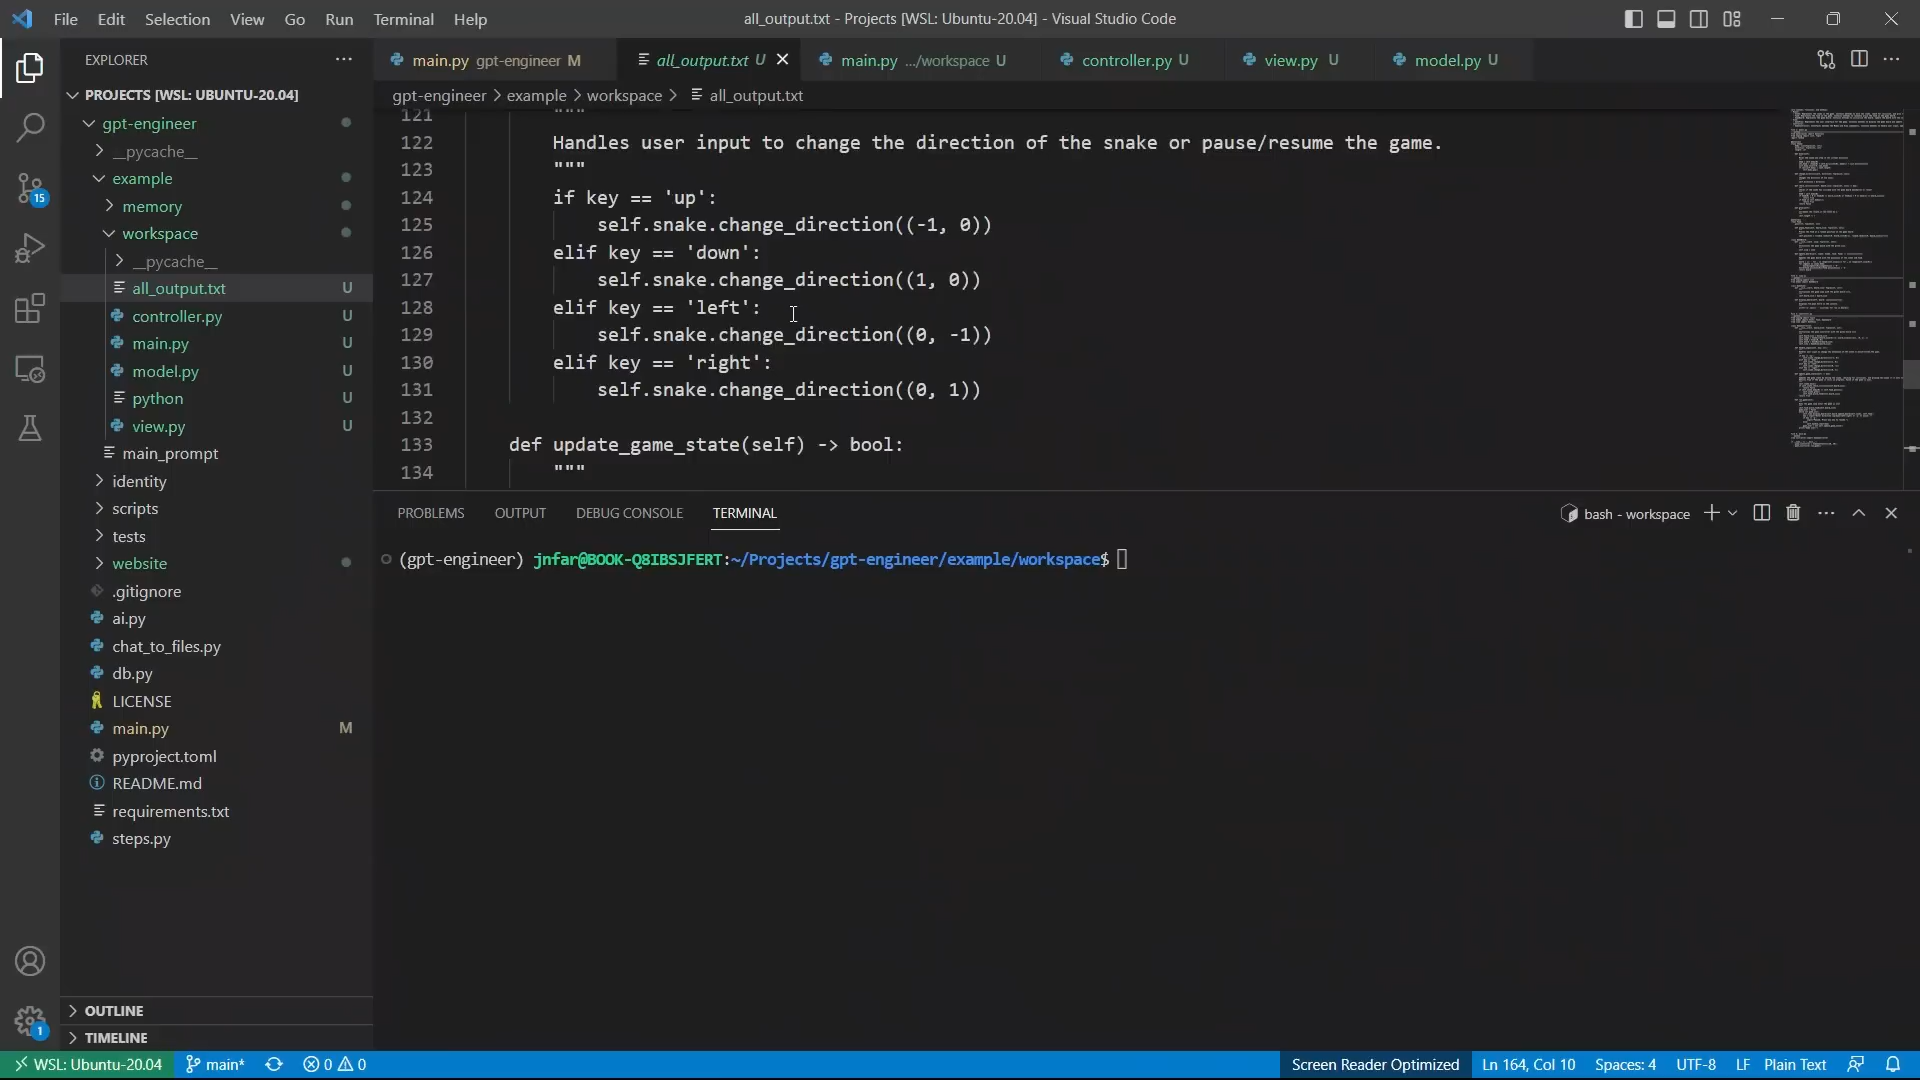 File Edit Selection View Go Run Terminal Help
all_output.txt - Projects [WSL: Ubuntu-20.04] - Visual Studio Code
EXPLORER
main.py gpt-engineer M
all_output.txt U
main.py .../workspace U
controller.py U
view.py U
model.py U
gpt-engineer > example > workspace > all_output.txt
PROJECTS [WSL: UBUNTU-20.04]
gpt-engineer
__pycache__
example
memory
workspace
__pycache__
all_output.txt U
controller.py U
main.py U
model.py U
python U
view.py U
main_prompt
identity
scripts
tests
website
.gitignore
ai.py
chat_to_files.py
db.py
LICENSE
main.py M
pyproject.toml
README.md
requirements.txt
steps.py
OUTLINE
TIMELINE
15
1
121 """
122 Handles user input to change the direction of the snake or pause/resume the game.
123 """
124 if key == 'up':
125 self.snake.change_direction((-1, 0))
126 elif key == 'down':
127 self.snake.change_direction((1, 0))
128 elif key == 'left':
129 self.snake.change_direction((0, -1))
130 elif key == 'right':
131 self.snake.change_direction((0, 1))
132
133 def update_game_state(self) -> bool:
134 """
PROBLEMS OUTPUT DEBUG CONSOLE TERMINAL
bash - workspace
(gpt-engineer) jnfar@BOOK-Q8IBSJFERT:~/Projects/gpt-engineer/example/workspace$
WSL: Ubuntu-20.04 main* 0 0
Screen Reader Optimized Ln 164, Col 10 Spaces: 4 UTF-8 LF Plain Text